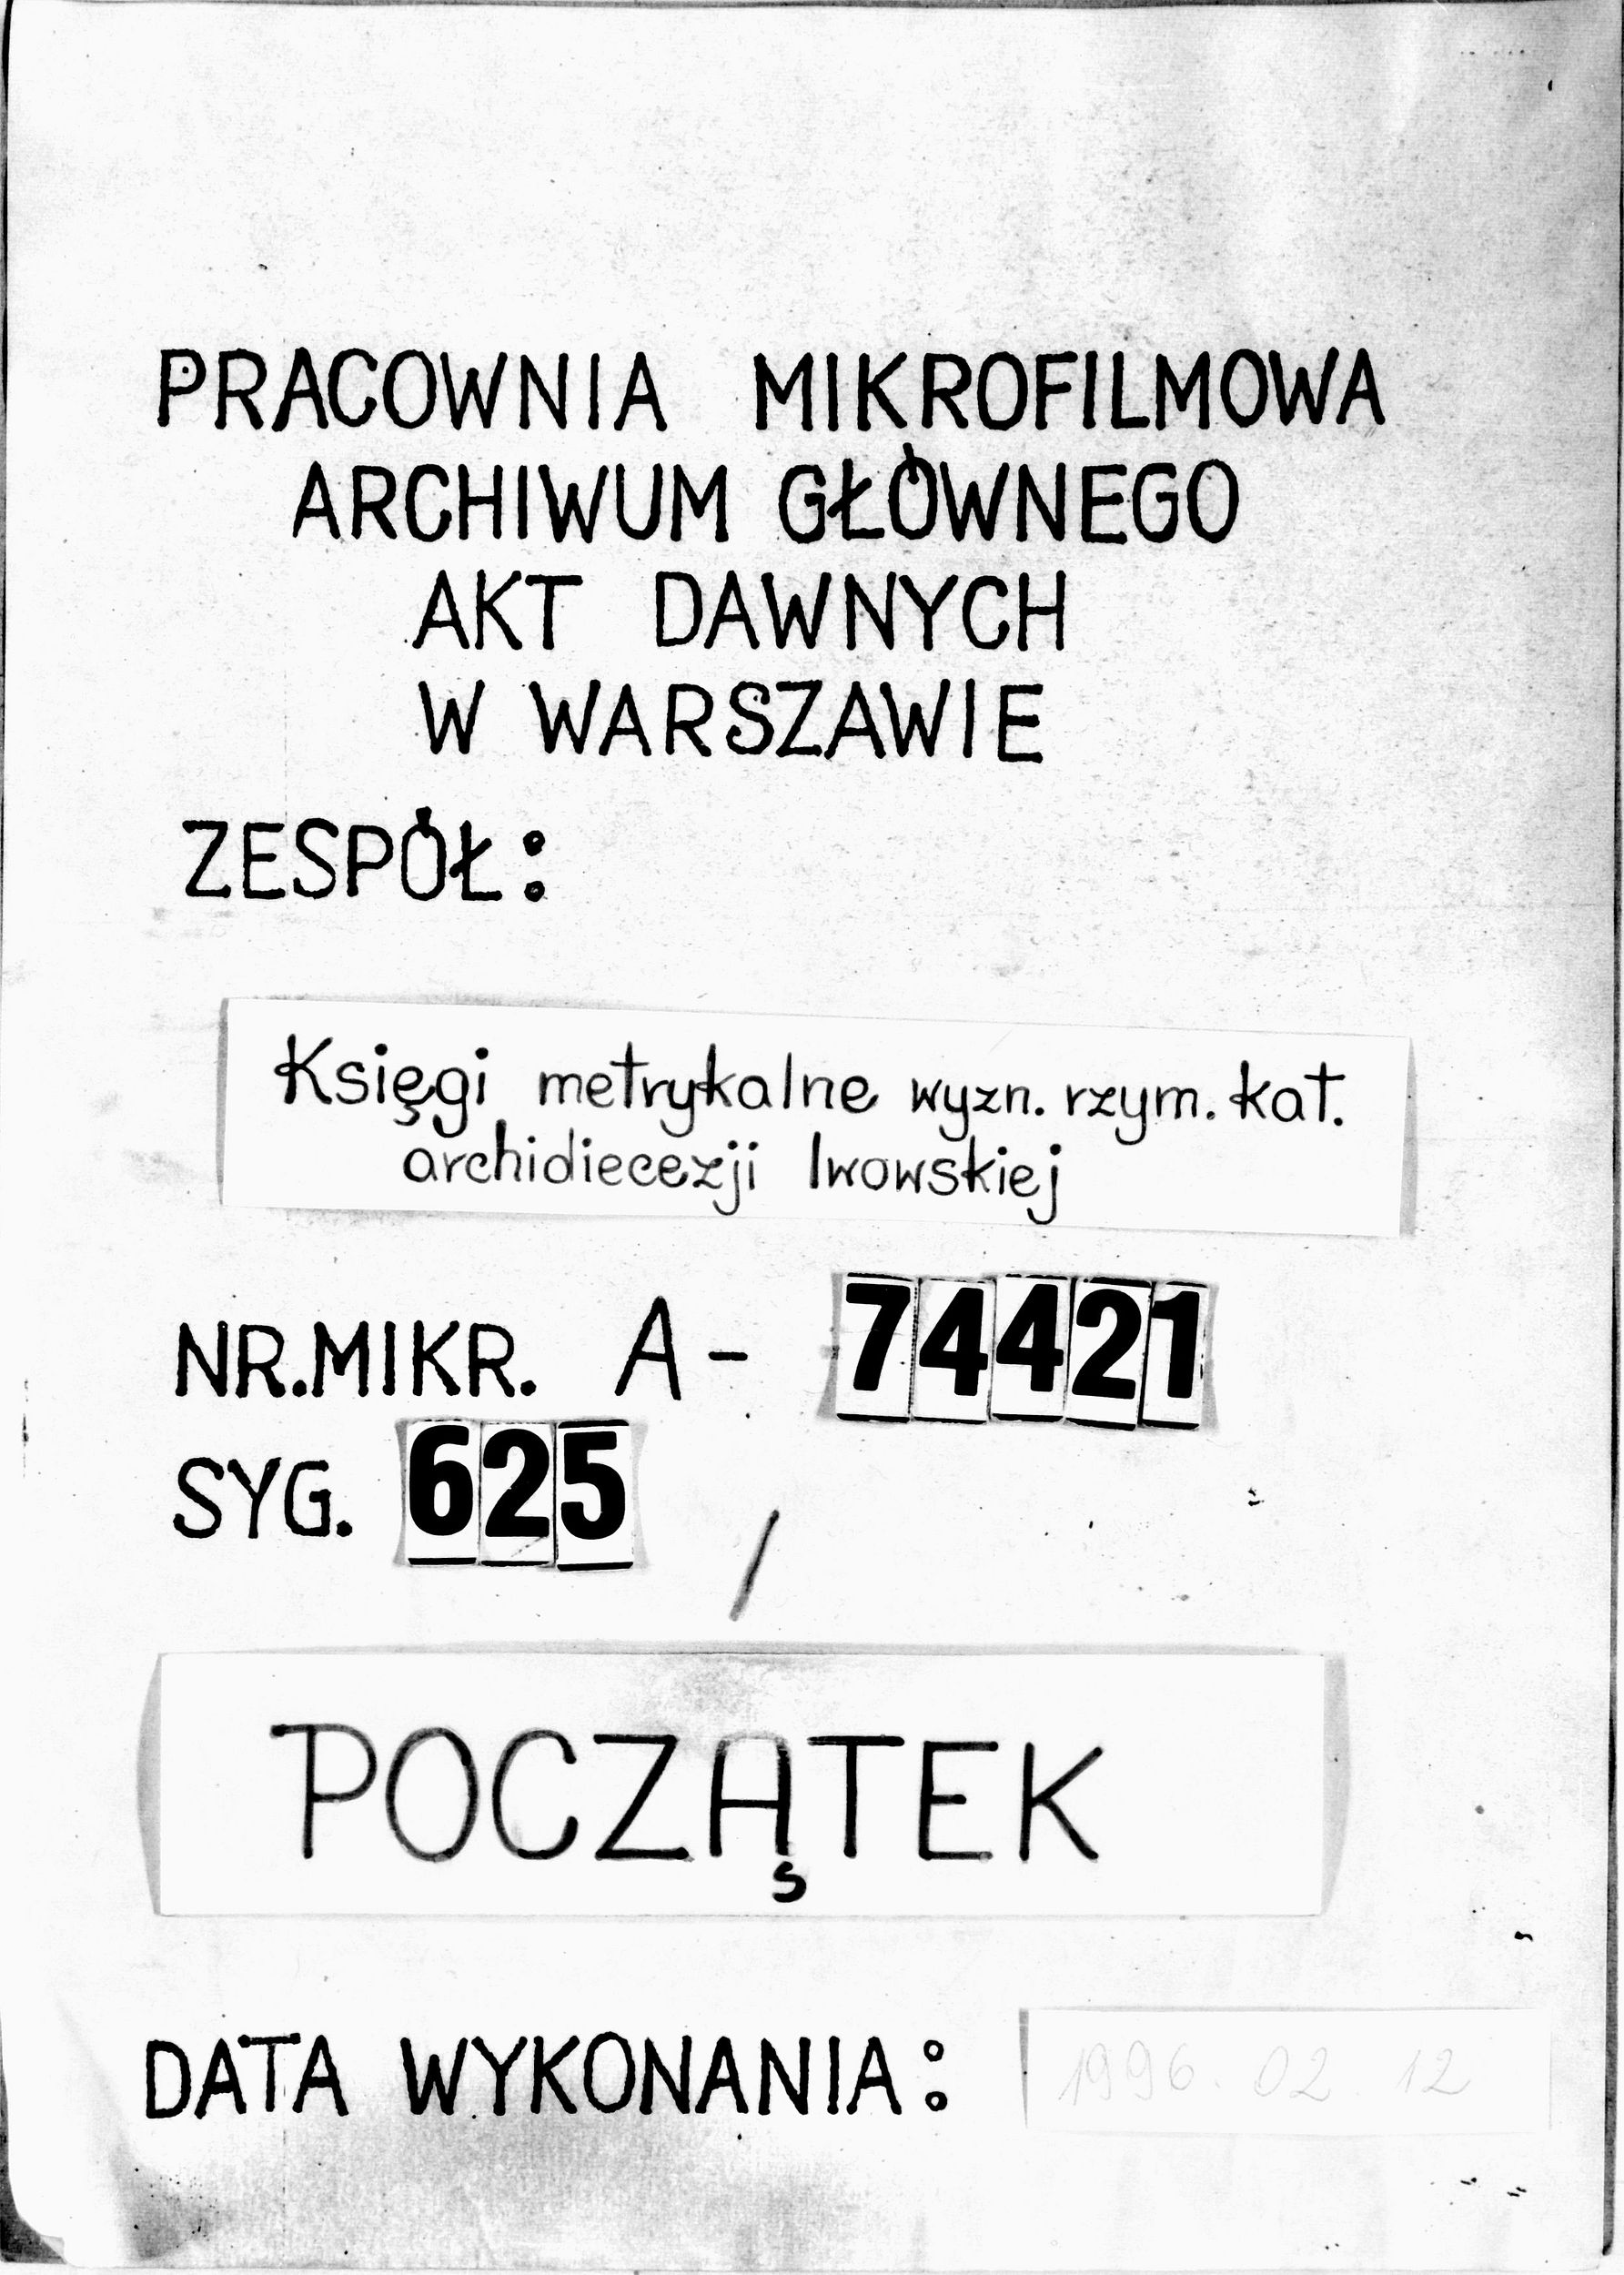 PRACOWNIA MIKROFILMOWA
ARCHIWUM GŁÓWNEGO
AKT DAWNYCH
W WARSZAWIE
ZESPÓŁ:
Księgi metrykalne wyzn. rzym. kat.
archidiecezji lwowskiej
NR.MIKR. A- 74421
SYG. 625 /
POCZĄTEK
DATA WYKONANIA: 1996. 02 12